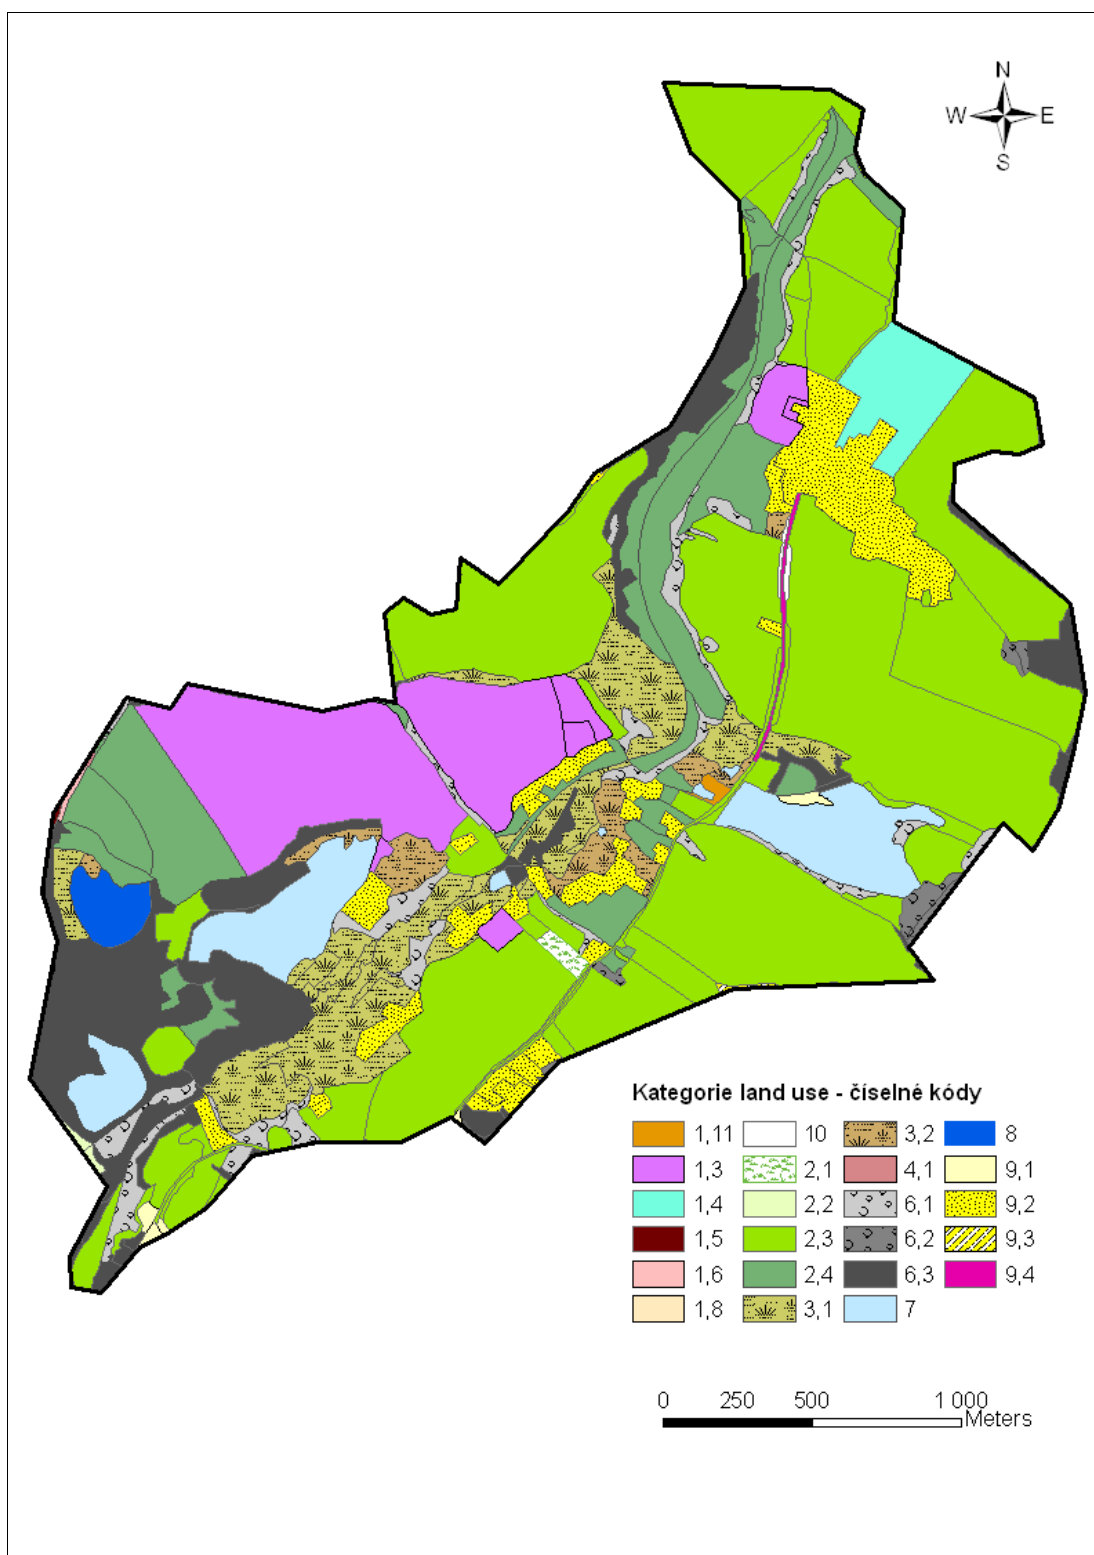 N
W E
S
Kategorie land use - číselné kódy
1,11 10 3,2 8
1,3 2,1 4,1 9,1
1,4 2,2 6,1 9,2
1,5 2,3 6,2 9,3
1,6 2,4 6,3 9,4
1,8 3,1 7
0 250 500 1 000
Meters